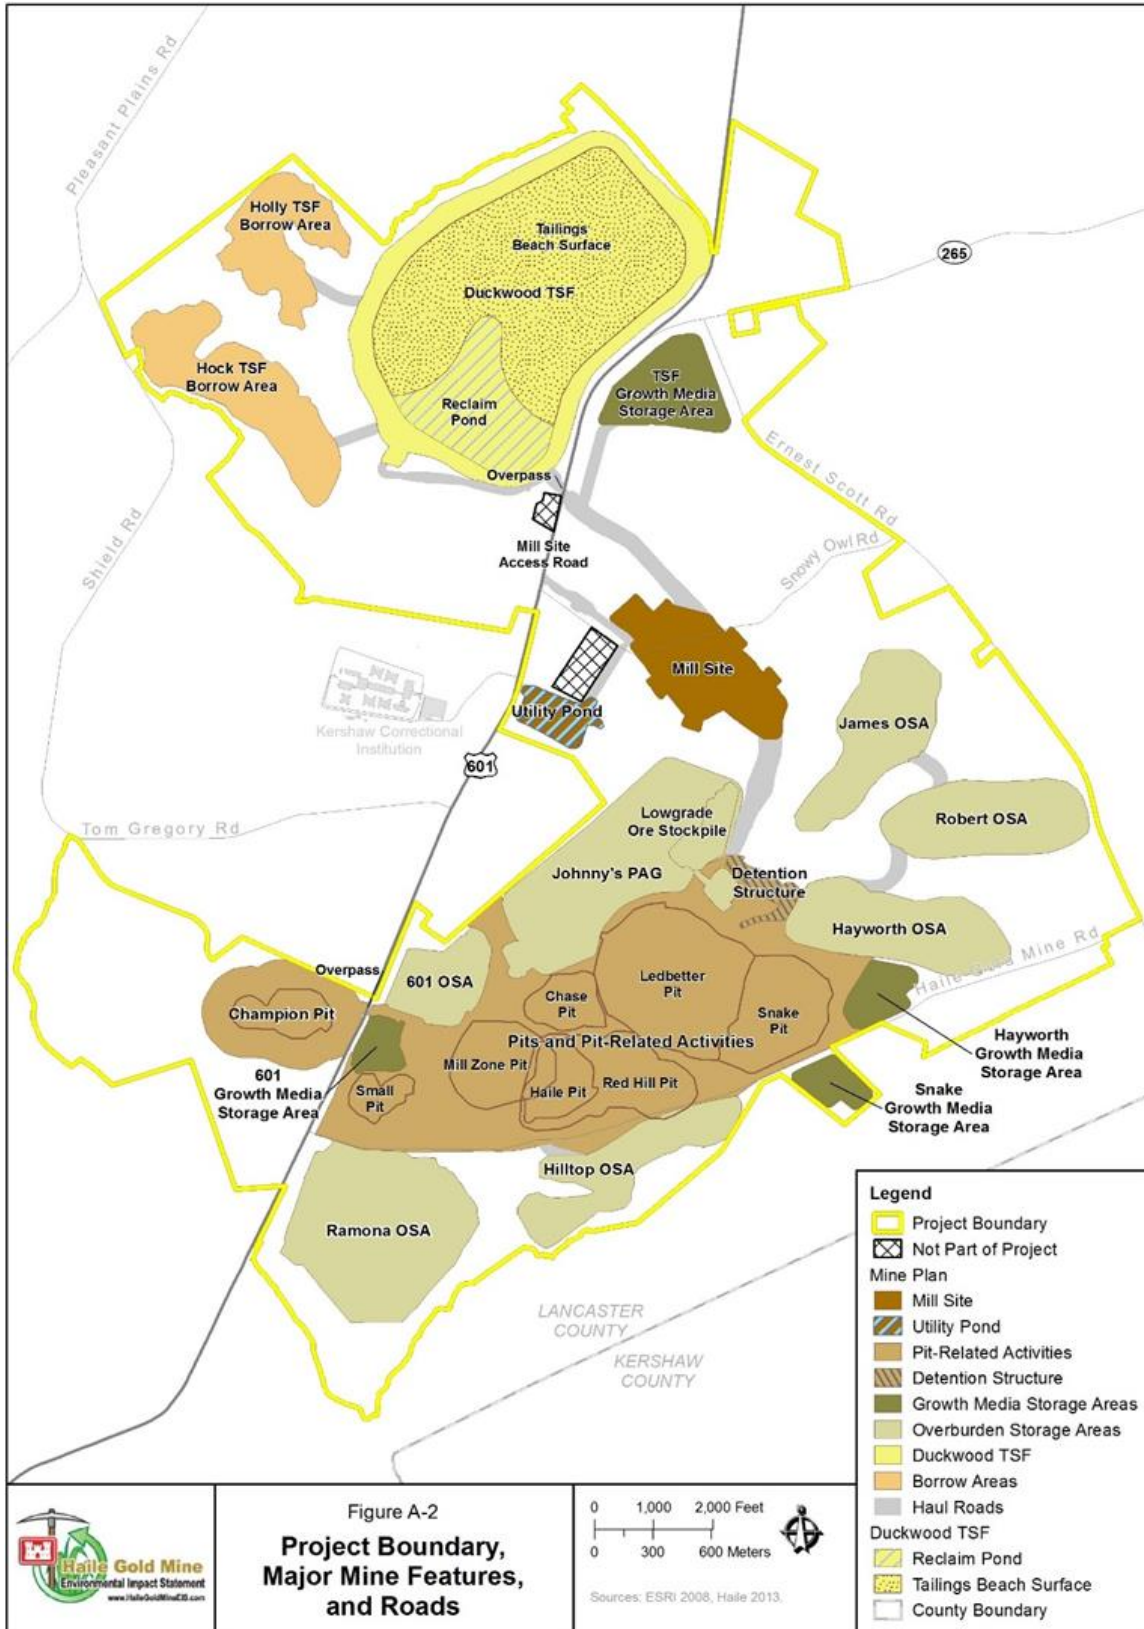 Pleasant Plains Rd
Holly TSF
Borrow Area
Tailings
Beach Surface
265
Duckwood TSF
Hock TSF
Borrow Area
TSF
Growth Media
Storage Area
Reclaim
Pond
Ernest Scott Rd
Overpass
Shield Rd
Mill Site
Access Road
Snowy Owl Rd
Mill Site
Utility Pond
James OSA
Kershaw Correctional
Institution
601
Lowgrade
Ore Stockpile
Robert OSA
Tom Gregory Rd
Johnny's PAG
Detention
Structure
Hayworth OSA
Haile Gold Mine Rd
Overpass
601 OSA
Ledbetter
Pit
Chase
Pit
Champion Pit
Snake
Pit
Pits and Pit-Related Activities
Hayworth
Growth Media
Storage Area
Mill Zone Pit
601
Growth Media
Storage Area
Small
Pit
Haile Pit
Red Hill Pit
Snake
Growth Media
Storage Area
Hilltop OSA
Ramona OSA
LANCASTER
COUNTY
KERSHAW
COUNTY
Legend
Project Boundary
Not Part of Project
Mine Plan
Mill Site
Utility Pond
Pit-Related Activities
Detention Structure
Growth Media Storage Areas
Overburden Storage Areas
Duckwood TSF
Borrow Areas
Haul Roads
Duckwood TSF
Reclaim Pond
Tailings Beach Surface
County Boundary
Haile Gold Mine
Environmental Impact Statement
www.HaileGoldMineEIS.com
Figure A-2
Project Boundary,
Major Mine Features,
and Roads
0 1,000 2,000 Feet
0 300 600 Meters
Sources: ESRI 2008, Haile 2013.